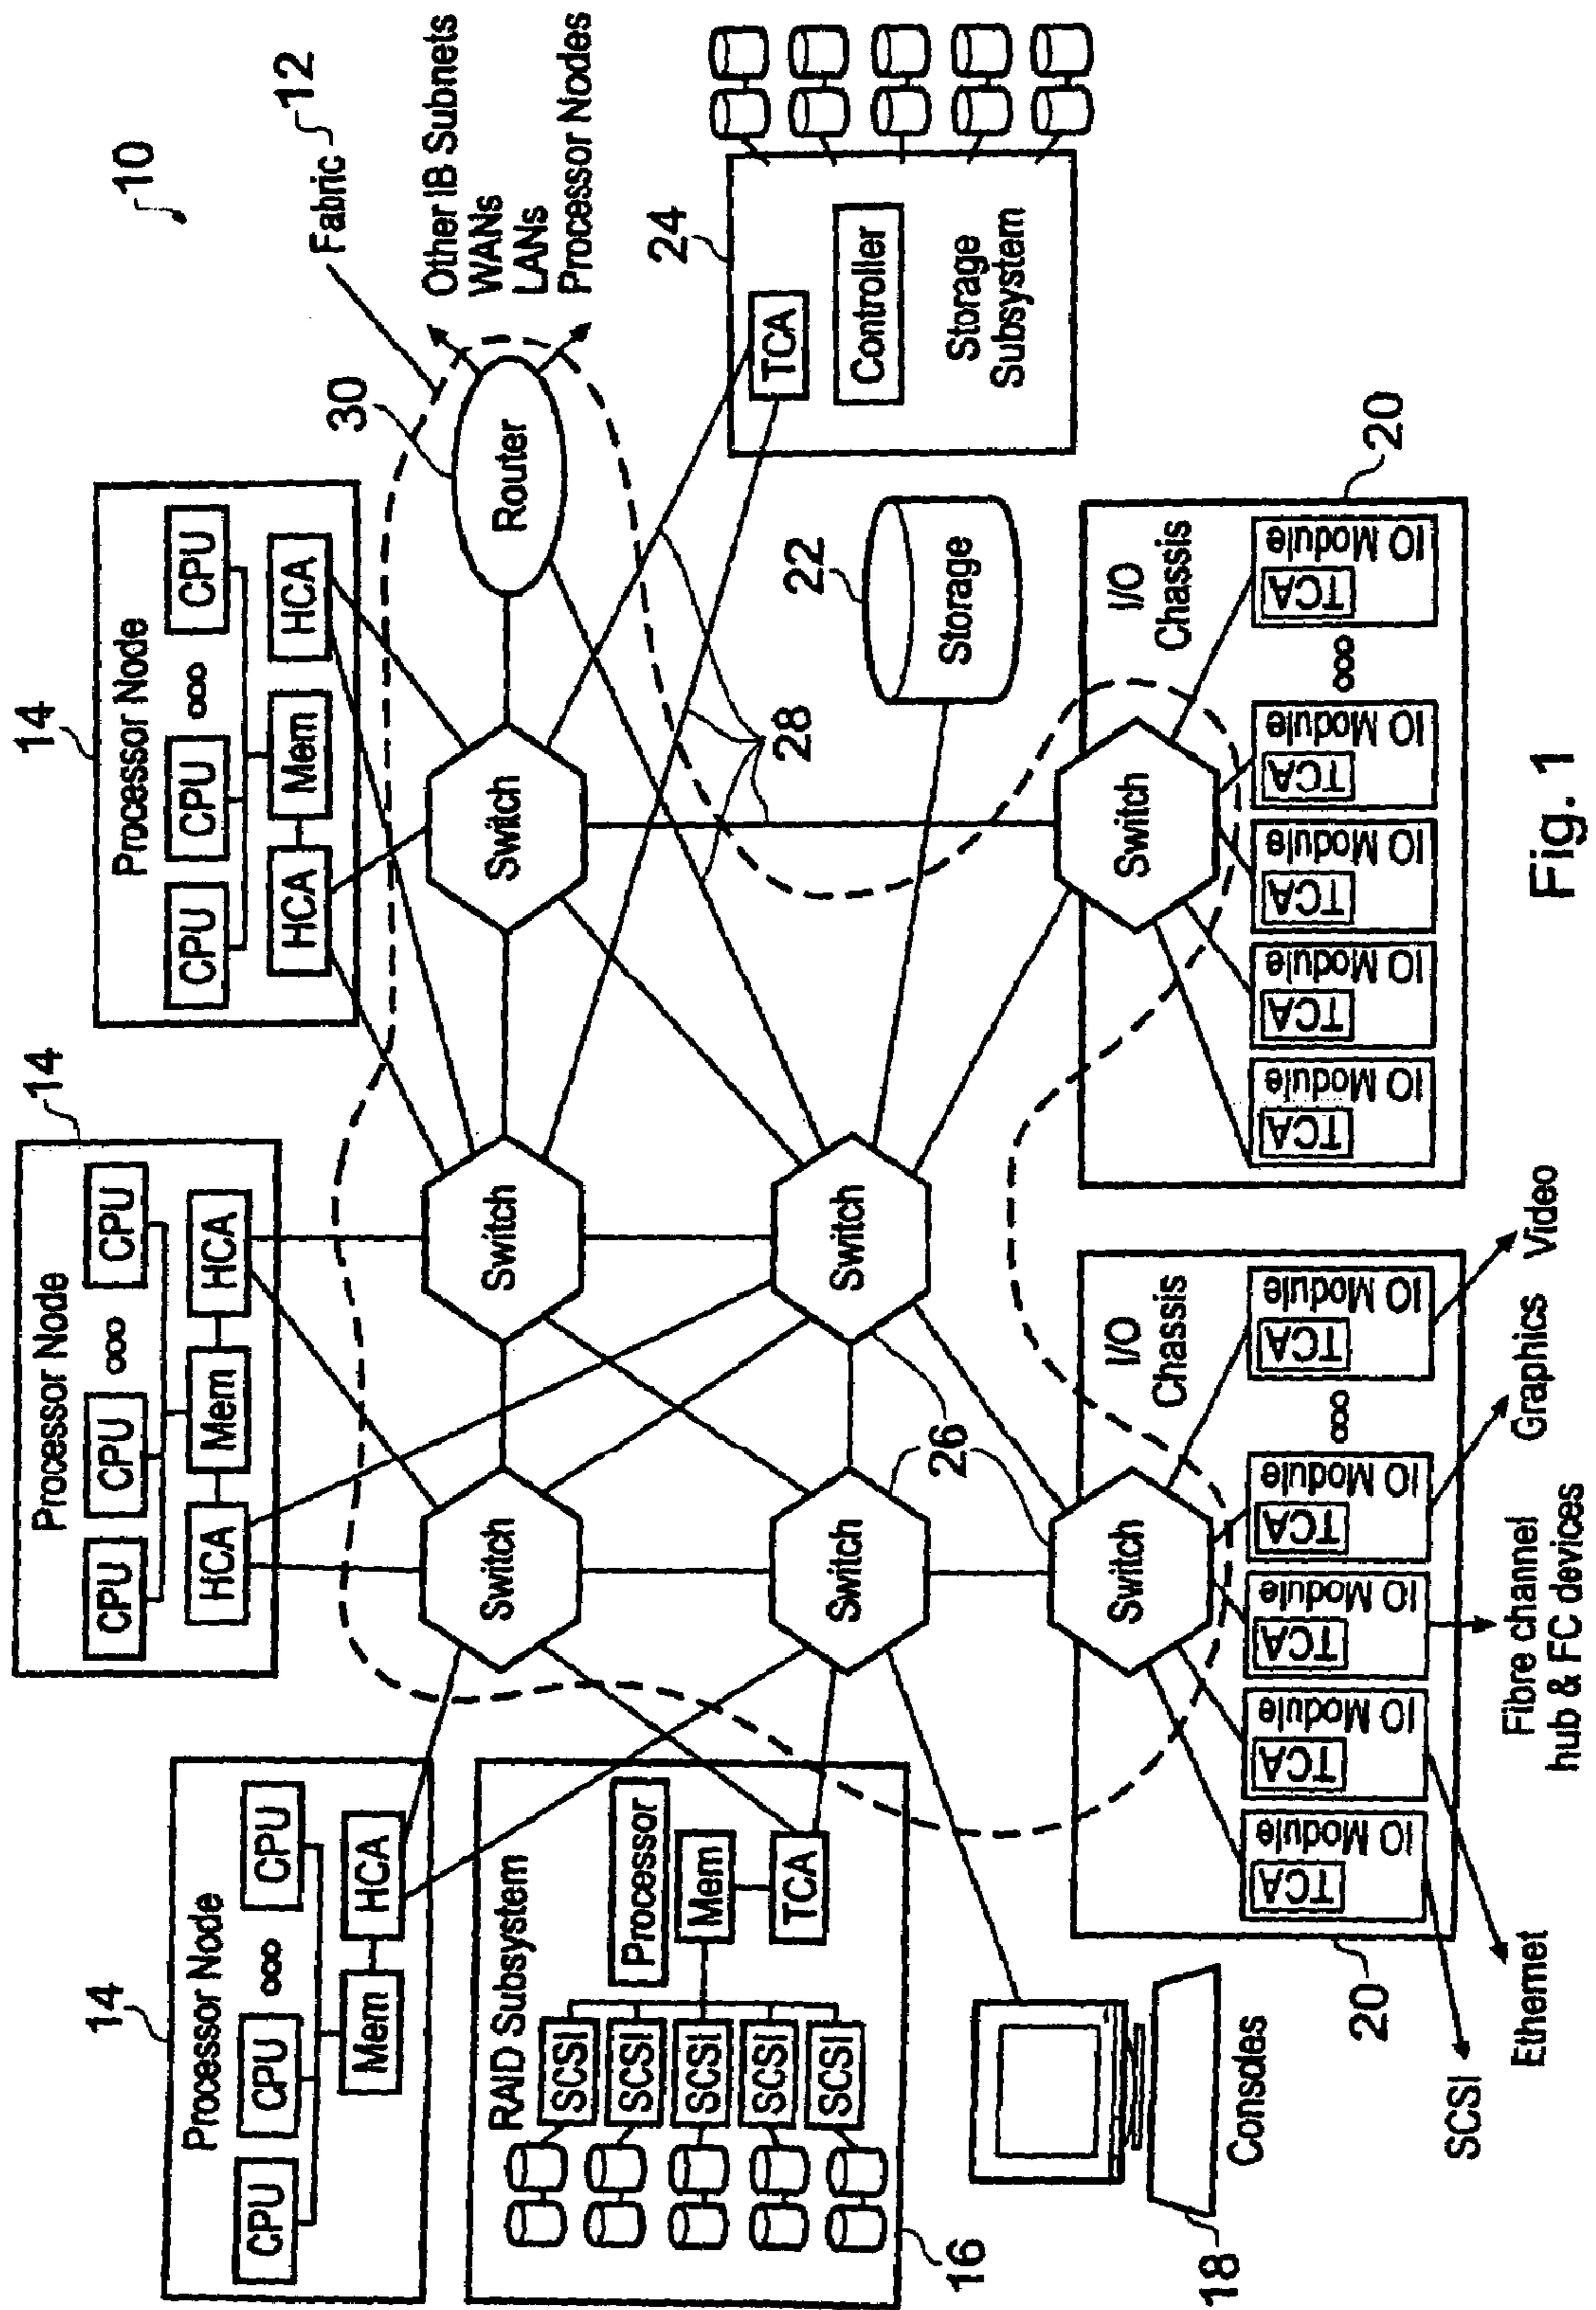 10
Fabric 12
14
Processor Node
CPU
CPU
ooo
CPU
Mem
HCA
14
Processor Node
CPU
CPU
ooo
CPU
HCA
Mem
HCA
14
Processor Node
CPU
CPU
ooo
CPU
HCA
Mem
HCA
30
Router
Other IB Subnets
WANs
LANs
Processor Nodes
RAID Subsystem
Processor
Mem
TCA
SCSI
SCSI
SCSI
SCSI
SCSI
16
Switch
Switch
Switch
Switch
Switch
26
28
24
TCA
Controller
Storage
Subsystem
22
Storage
Consoles
18
Switch
I/O
Chassis
TCA
IO Module
TCA
IO Module
TCA
IO Module
TCA
IO Module
ooo
TCA
IO Module
20
SCSI
Ethernet
Fibre channel
hub & FC devices
Graphics
Video
Switch
I/O
Chassis
TCA
IO Module
TCA
IO Module
TCA
IO Module
TCA
IO Module
ooo
TCA
IO Module
20
Fig. 1